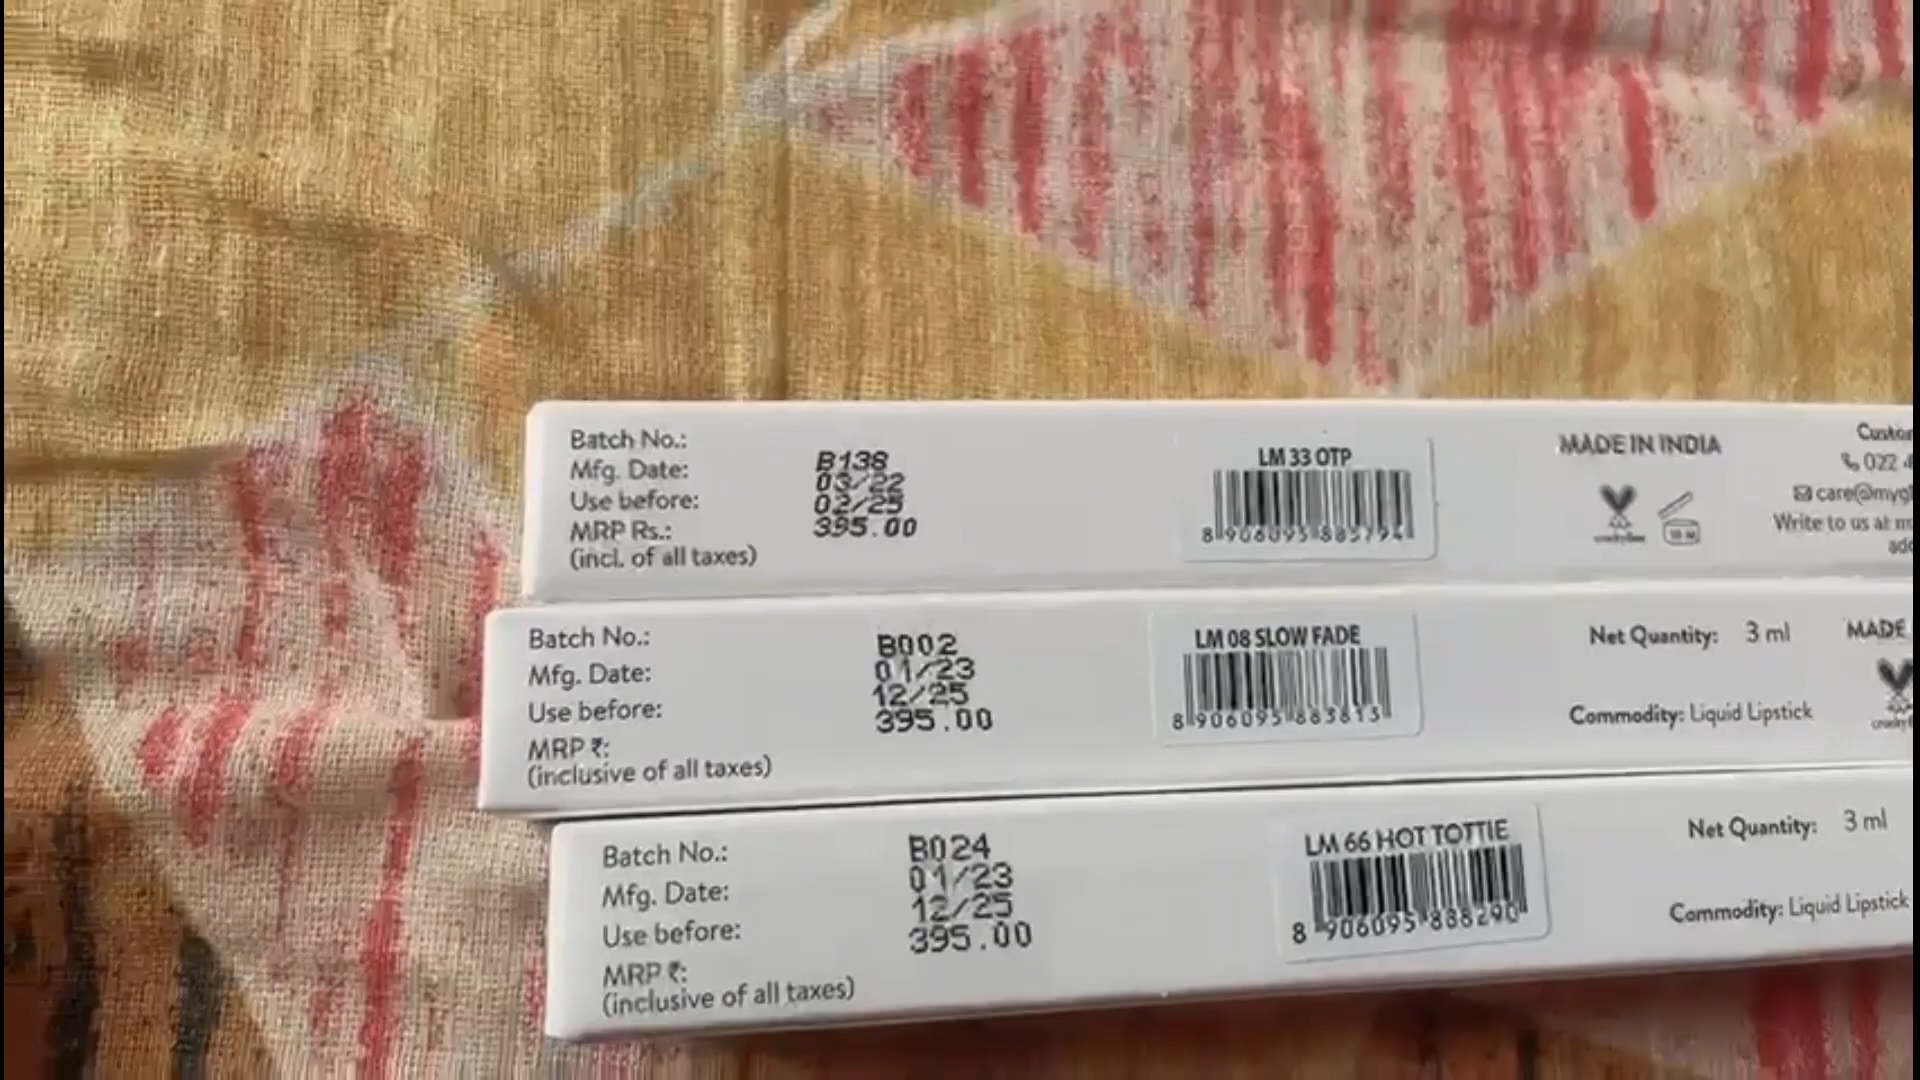 Batch No.:
Mfg. Date:
Use before:
MRP Rs.:
(incl. of all taxes)
B138
03/22
02/25
395.00
LM 33 OTP
8 906095 885794
MADE IN INDIA
022
care@mygl
Write to us at
Batch No.:
Mfg. Date:
Use before:
MRP ₹:
(inclusive of all taxes)
B002
01/23
12/25
395.00
LM 08 SLOW FADE
8 906095 883813
Net Quantity: 3 ml
Commodity: Liquid Lipstick
MADE
Batch No.:
Mfg. Date:
Use before:
MRP ₹:
(inclusive of all taxes)
B024
01/23
12/25
395.00
LM 66 HOT TOTTIE
8 906095 888290
Net Quantity: 3 ml
Commodity: Liquid Lipstick